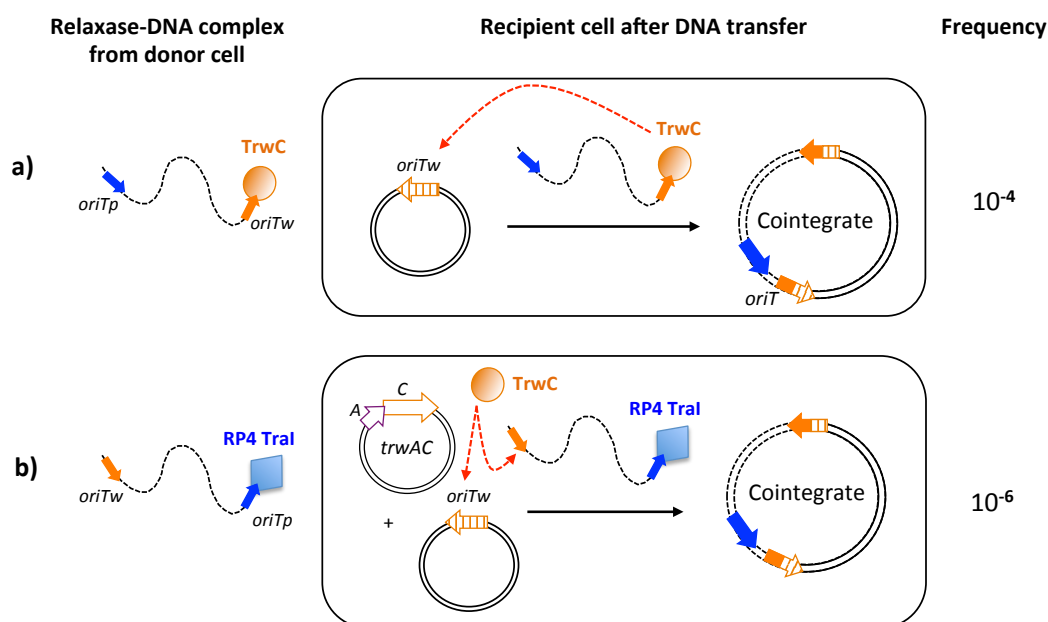 Relaxase-DNA complex
from donor cell
Recipient cell after DNA transfer
Frequency
a)
TrwC
oriTp
oriTw
oriTw
TrwC
Cointegrate
oriT
10-4
b)
RP4 TraI
oriTw
oriTp
A
C
trwAC
+
oriTw
TrwC
RP4 TraI
Cointegrate
10-6